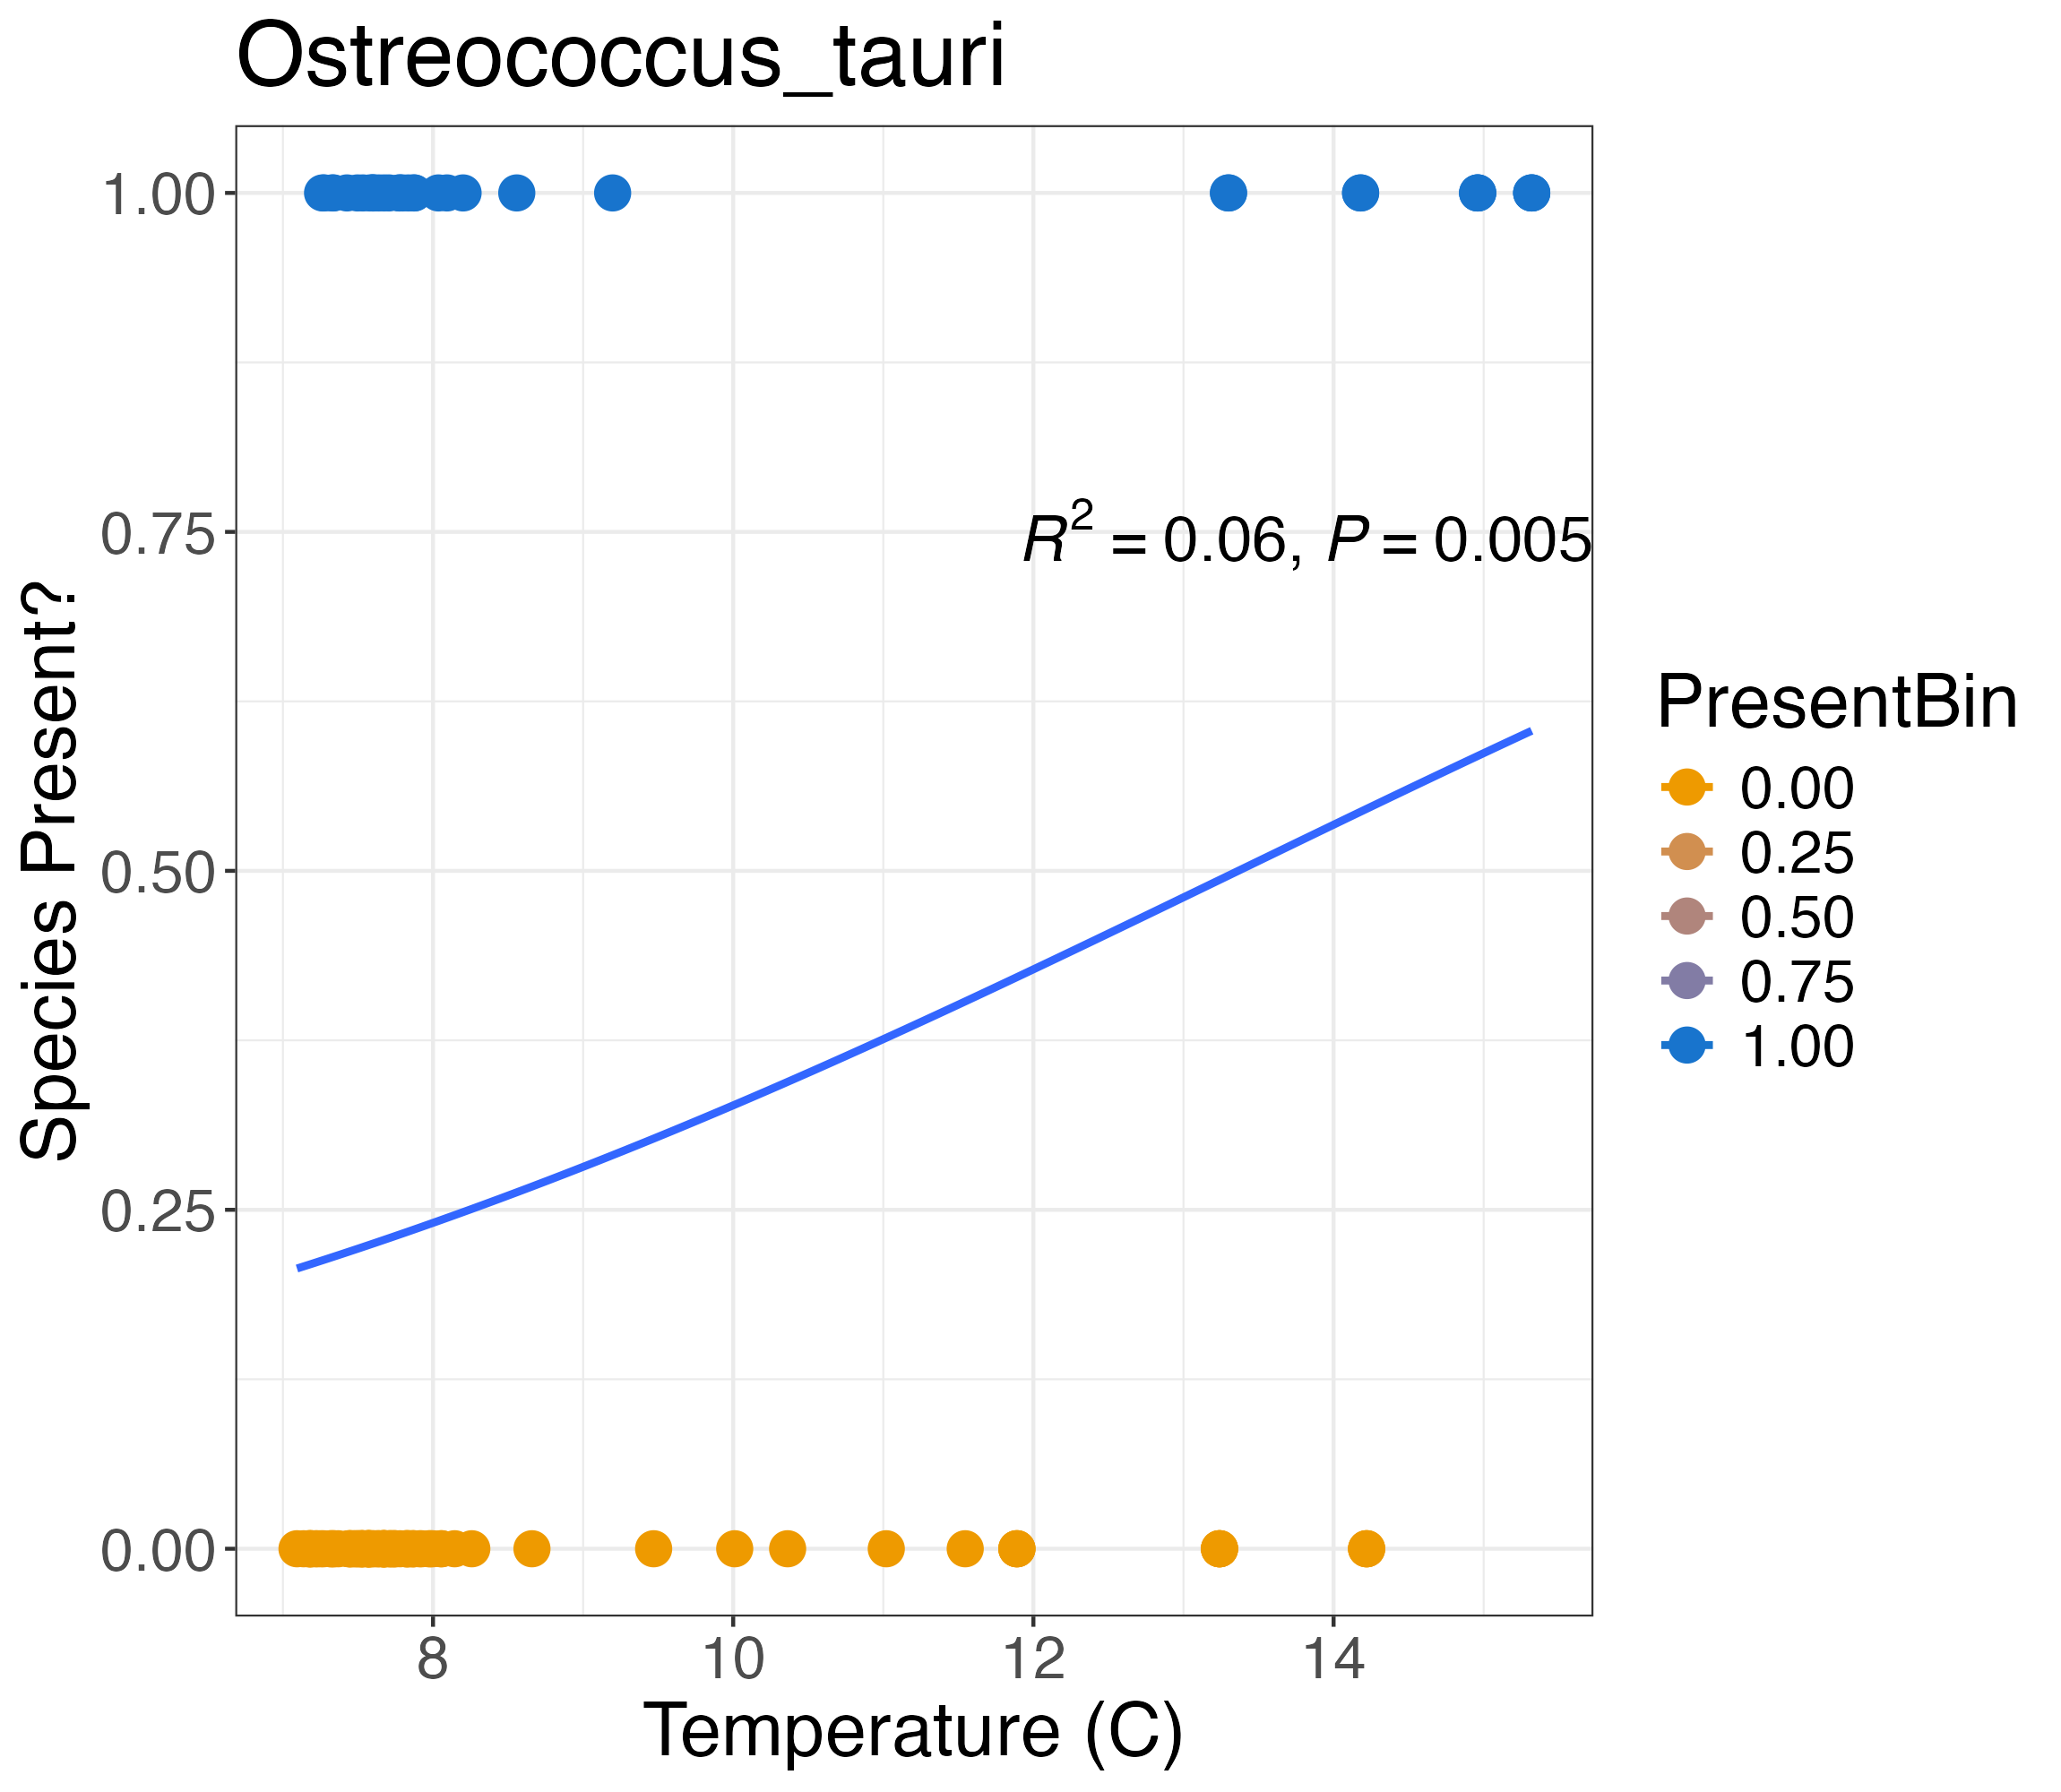 Ostreococcus_tauri
1.00
0.75
0.50
0.25
0.00
Species Present?
R² = 0.06, P = 0.005
8 10 12 14
Temperature (C)
PresentBin
0.00
0.25
0.50
0.75
1.00